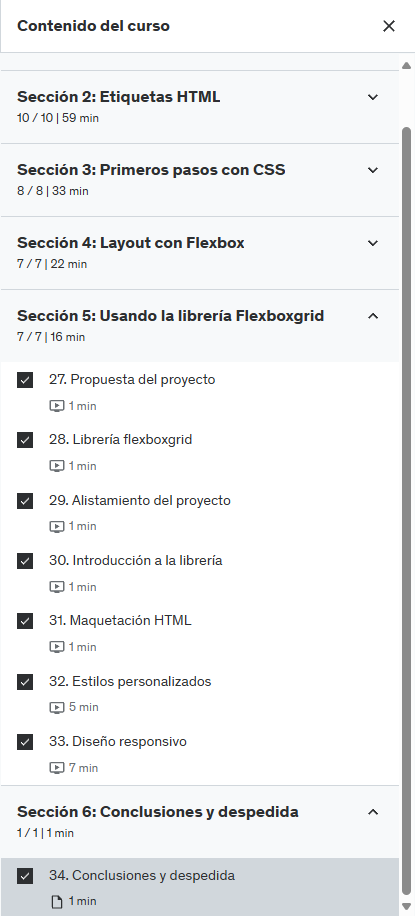 Contenido del curso
Sección 2: Etiquetas HTML
10 / 10 | 59 min
Sección 3: Primeros pasos con CSS
8 / 8 | 33 min
Sección 4: Layout con Flexbox
7 / 7 | 22 min
Sección 5: Usando la librería Flexboxgrid
7 / 7 | 16 min
27. Propuesta del proyecto
1 min
28. Librería flexboxgrid
1 min
29. Alistamiento del proyecto
1 min
30. Introducción a la librería
1 min
31. Maquetación HTML
1 min
32. Estilos personalizados
5 min
33. Diseño responsivo
7 min
Sección 6: Conclusiones y despedida
1 / 1 | 1 min
34. Conclusiones y despedida
1 min